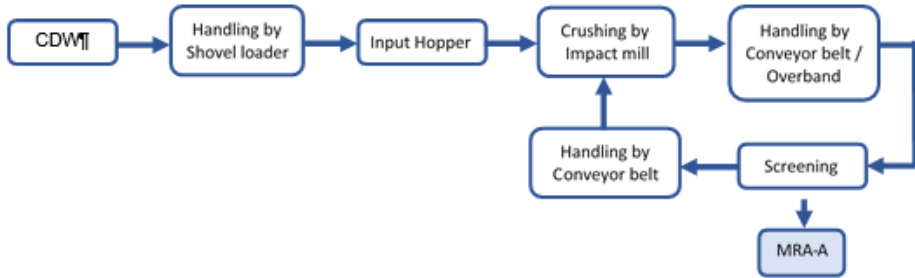 CDW¶
Handling by
Shovel loader
Input Hopper
Crushing by
Impact mill
Handling by
Conveyor belt /
Overband
Handling by
Conveyor belt
Screening
MRA-A